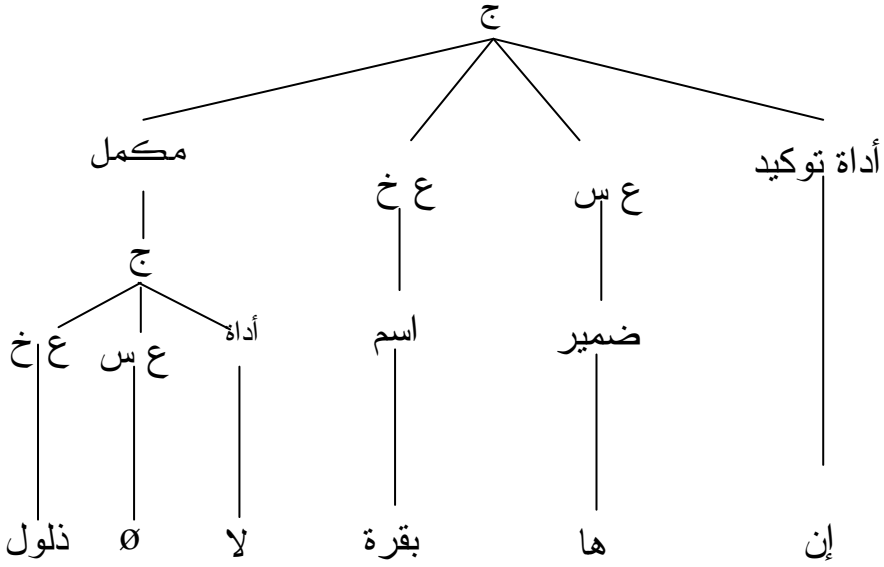 ج
أداة توكيد ع س ع خ مكمل
ج
ضمير اسم أداة ع س ع خ
إن ها بقرة لا Ø ذلول